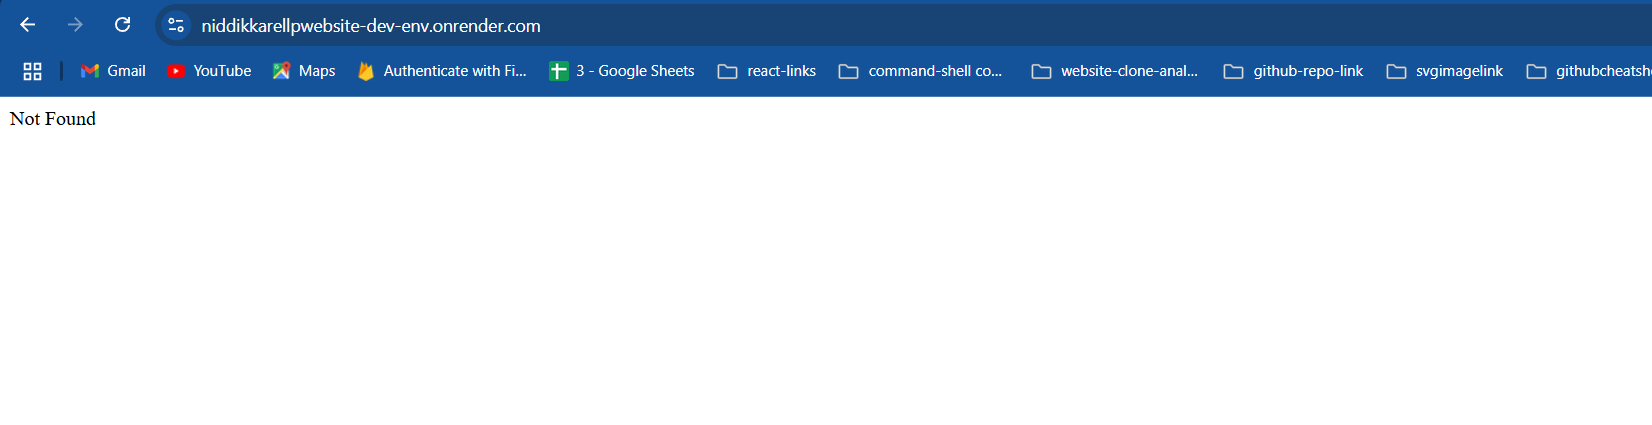 niddikkarellpwebsite-dev-env.onrender.com
Gmail YouTube Maps Authenticate with Fi... 3 - Google Sheets react-links command-shell co... website-clone-anal... github-repo-link svgimagelink githubcheatsh
Not Found